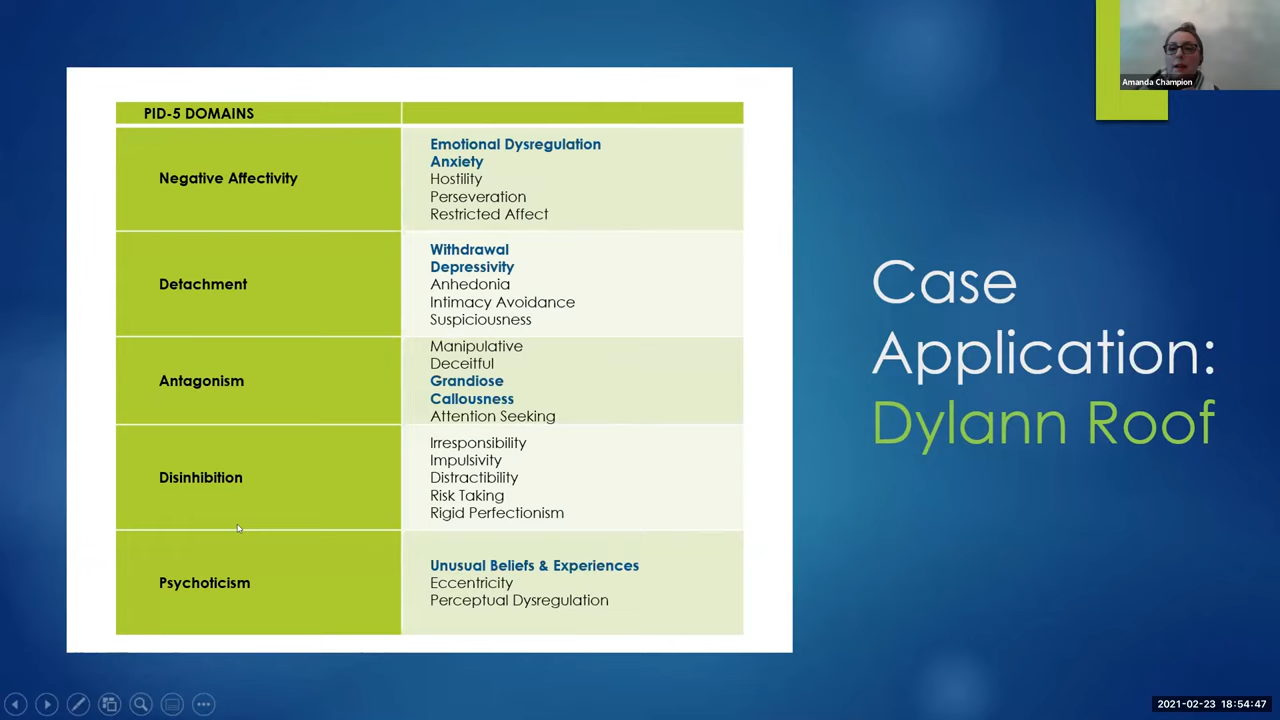 Amanda Champion
PID-5 DOMAINS
Negative Affectivity
Emotional Dysregulation
Anxiety
Hostility
Perseveration
Restricted Affect
Detachment
Withdrawal
Depressivity
Anhedonia
Intimacy Avoidance
Suspiciousness
Antagonism
Manipulative
Deceitful
Grandiose
Callousness
Attention Seeking
Disinhibition
Irresponsibility
Impulsivity
Distractibility
Risk Taking
Rigid Perfectionism
Psychoticism
Unusual Beliefs & Experiences
Eccentricity
Perceptual Dysregulation
Case
Application:
Dylann Roof
2021-02-23 18:54:47